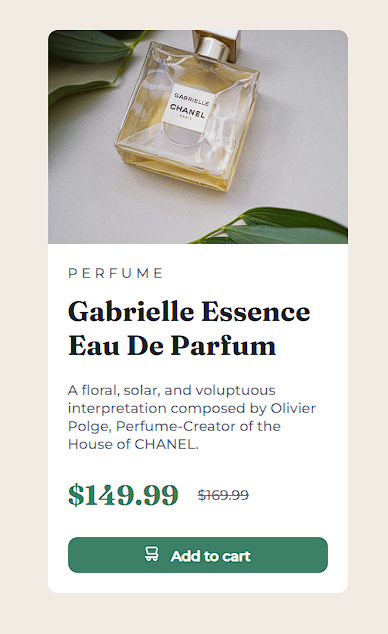 GABRIELLE
CHANEL
PARIS
PERFUME
Gabrielle Essence
Eau De Parfum
A floral, solar, and voluptuous
interpretation composed by Olivier
Polge, Perfume-Creator of the
House of CHANEL.
$149.99 $169.99
Add to cart